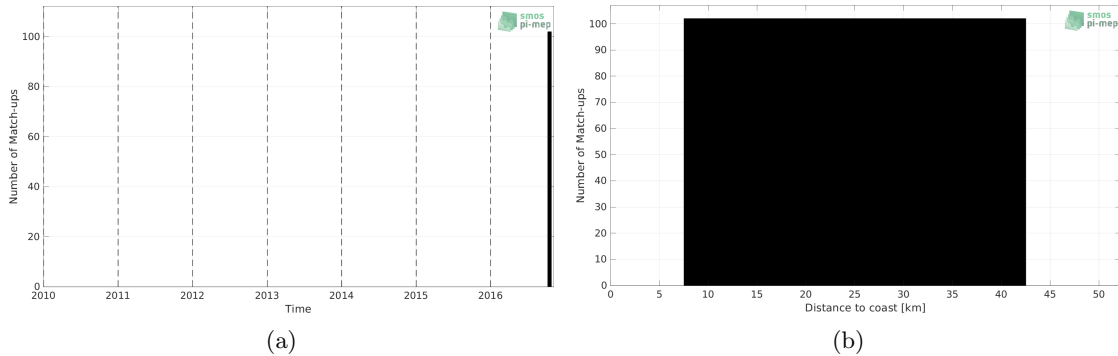 smos
pi-mep
Number of Match-ups
100
80
60
40
20
0
2010 2011 2012 2013 2014 2015 2016
Time
(a)
smos
pi-mep
Number of Match-ups
100
90
80
70
60
50
40
30
20
10
0
0 5 10 15 20 25 30 35 40 45 50
Distance to coast [km]
(b)